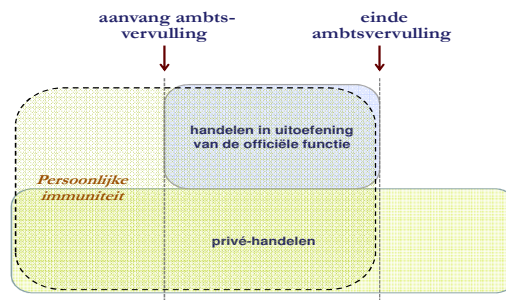 aanvang ambts-
vervulling
einde
ambtsvervulling
handelen in uitoefening
van de officiële functie
Persoonlijke
immuniteit
privé-handelen